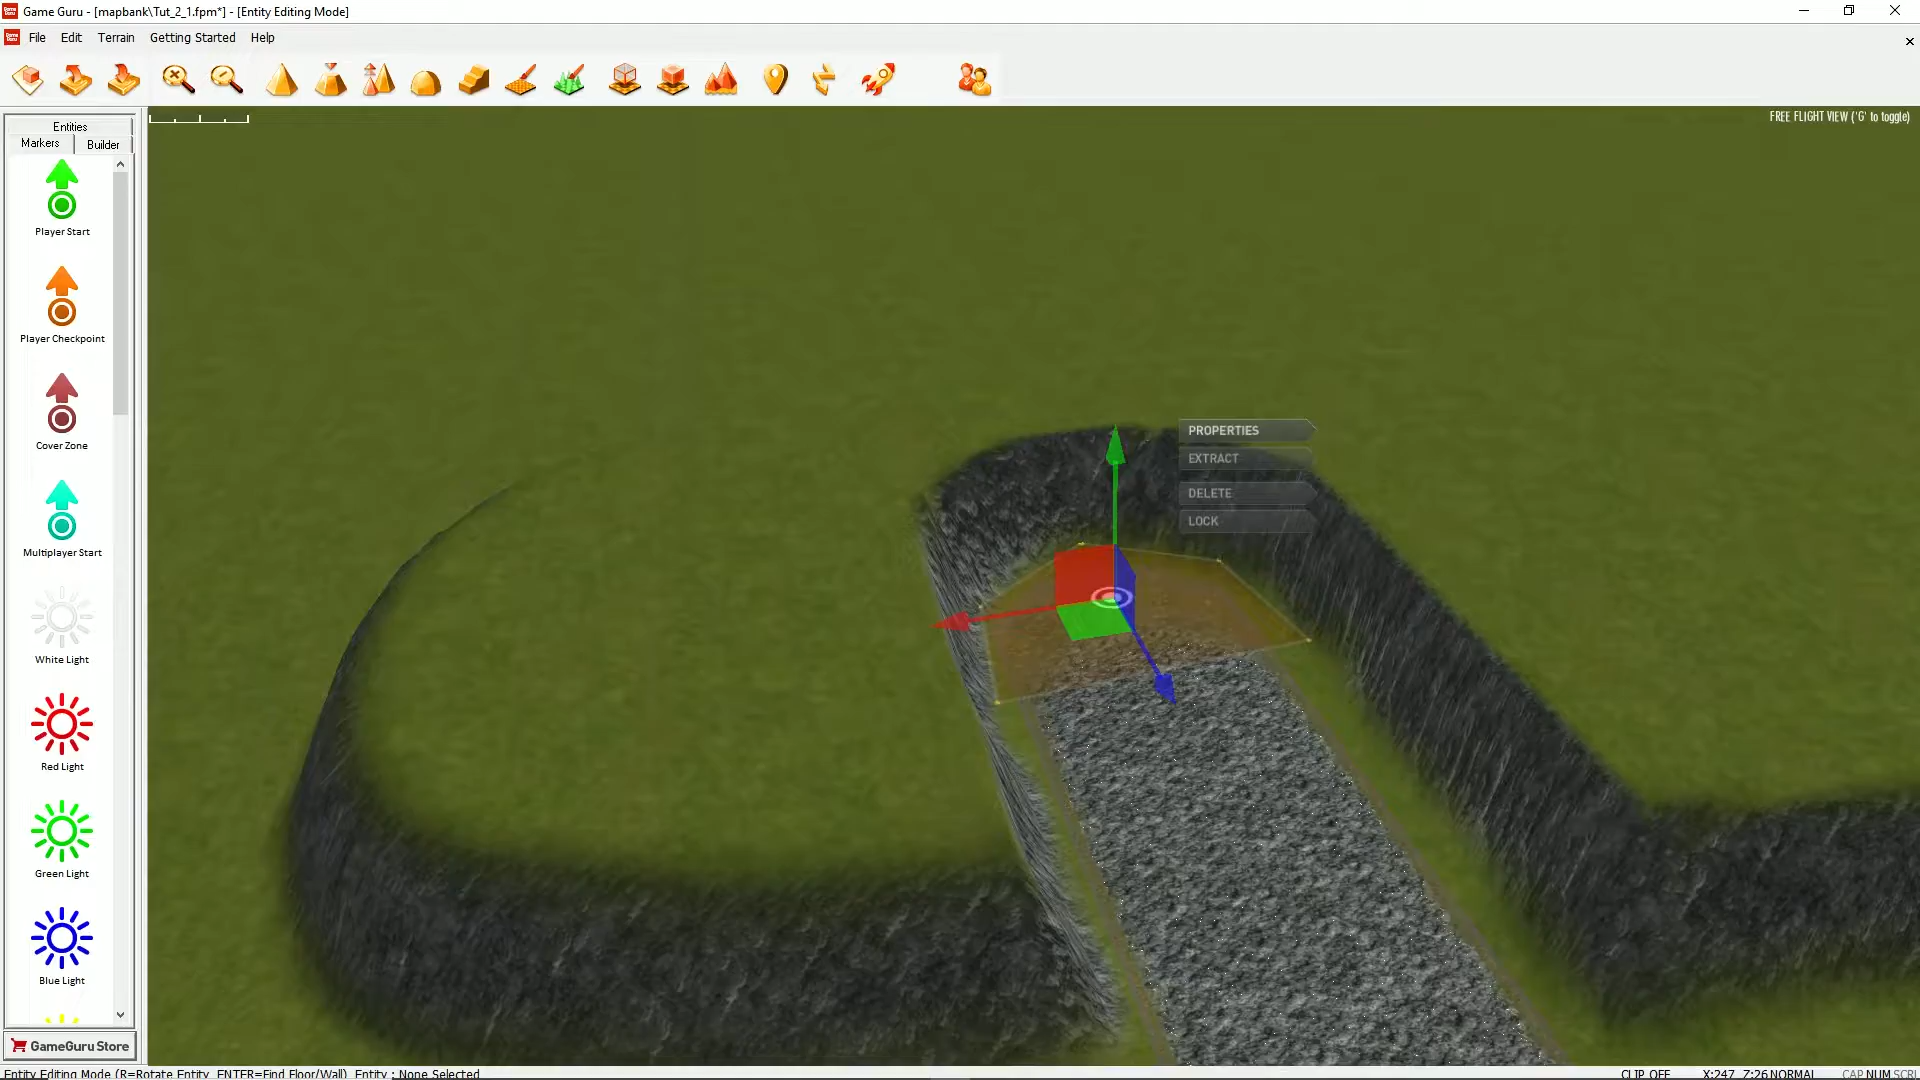 Game Guru - [mapbank\Tut_2_1.fpm*] - [Entity Editing Mode]
File Edit Terrain Getting Started Help
FREE FLIGHT VIEW ('G' to toggle)
Entities
Markers Builder
Player Start
Player Checkpoint
Cover Zone
Multiplayer Start
White Light
Red Light
Green Light
Blue Light
PROPERTIES
EXTRACT
DELETE
LOCK
GameGuru Store
Entity Editing Mode (R=Rotate Entity, ENTER=Find Floor/Wall) Entity : None Selected CLIP OFF X:247 Z:26 NORMAL CAP NUM SCRL